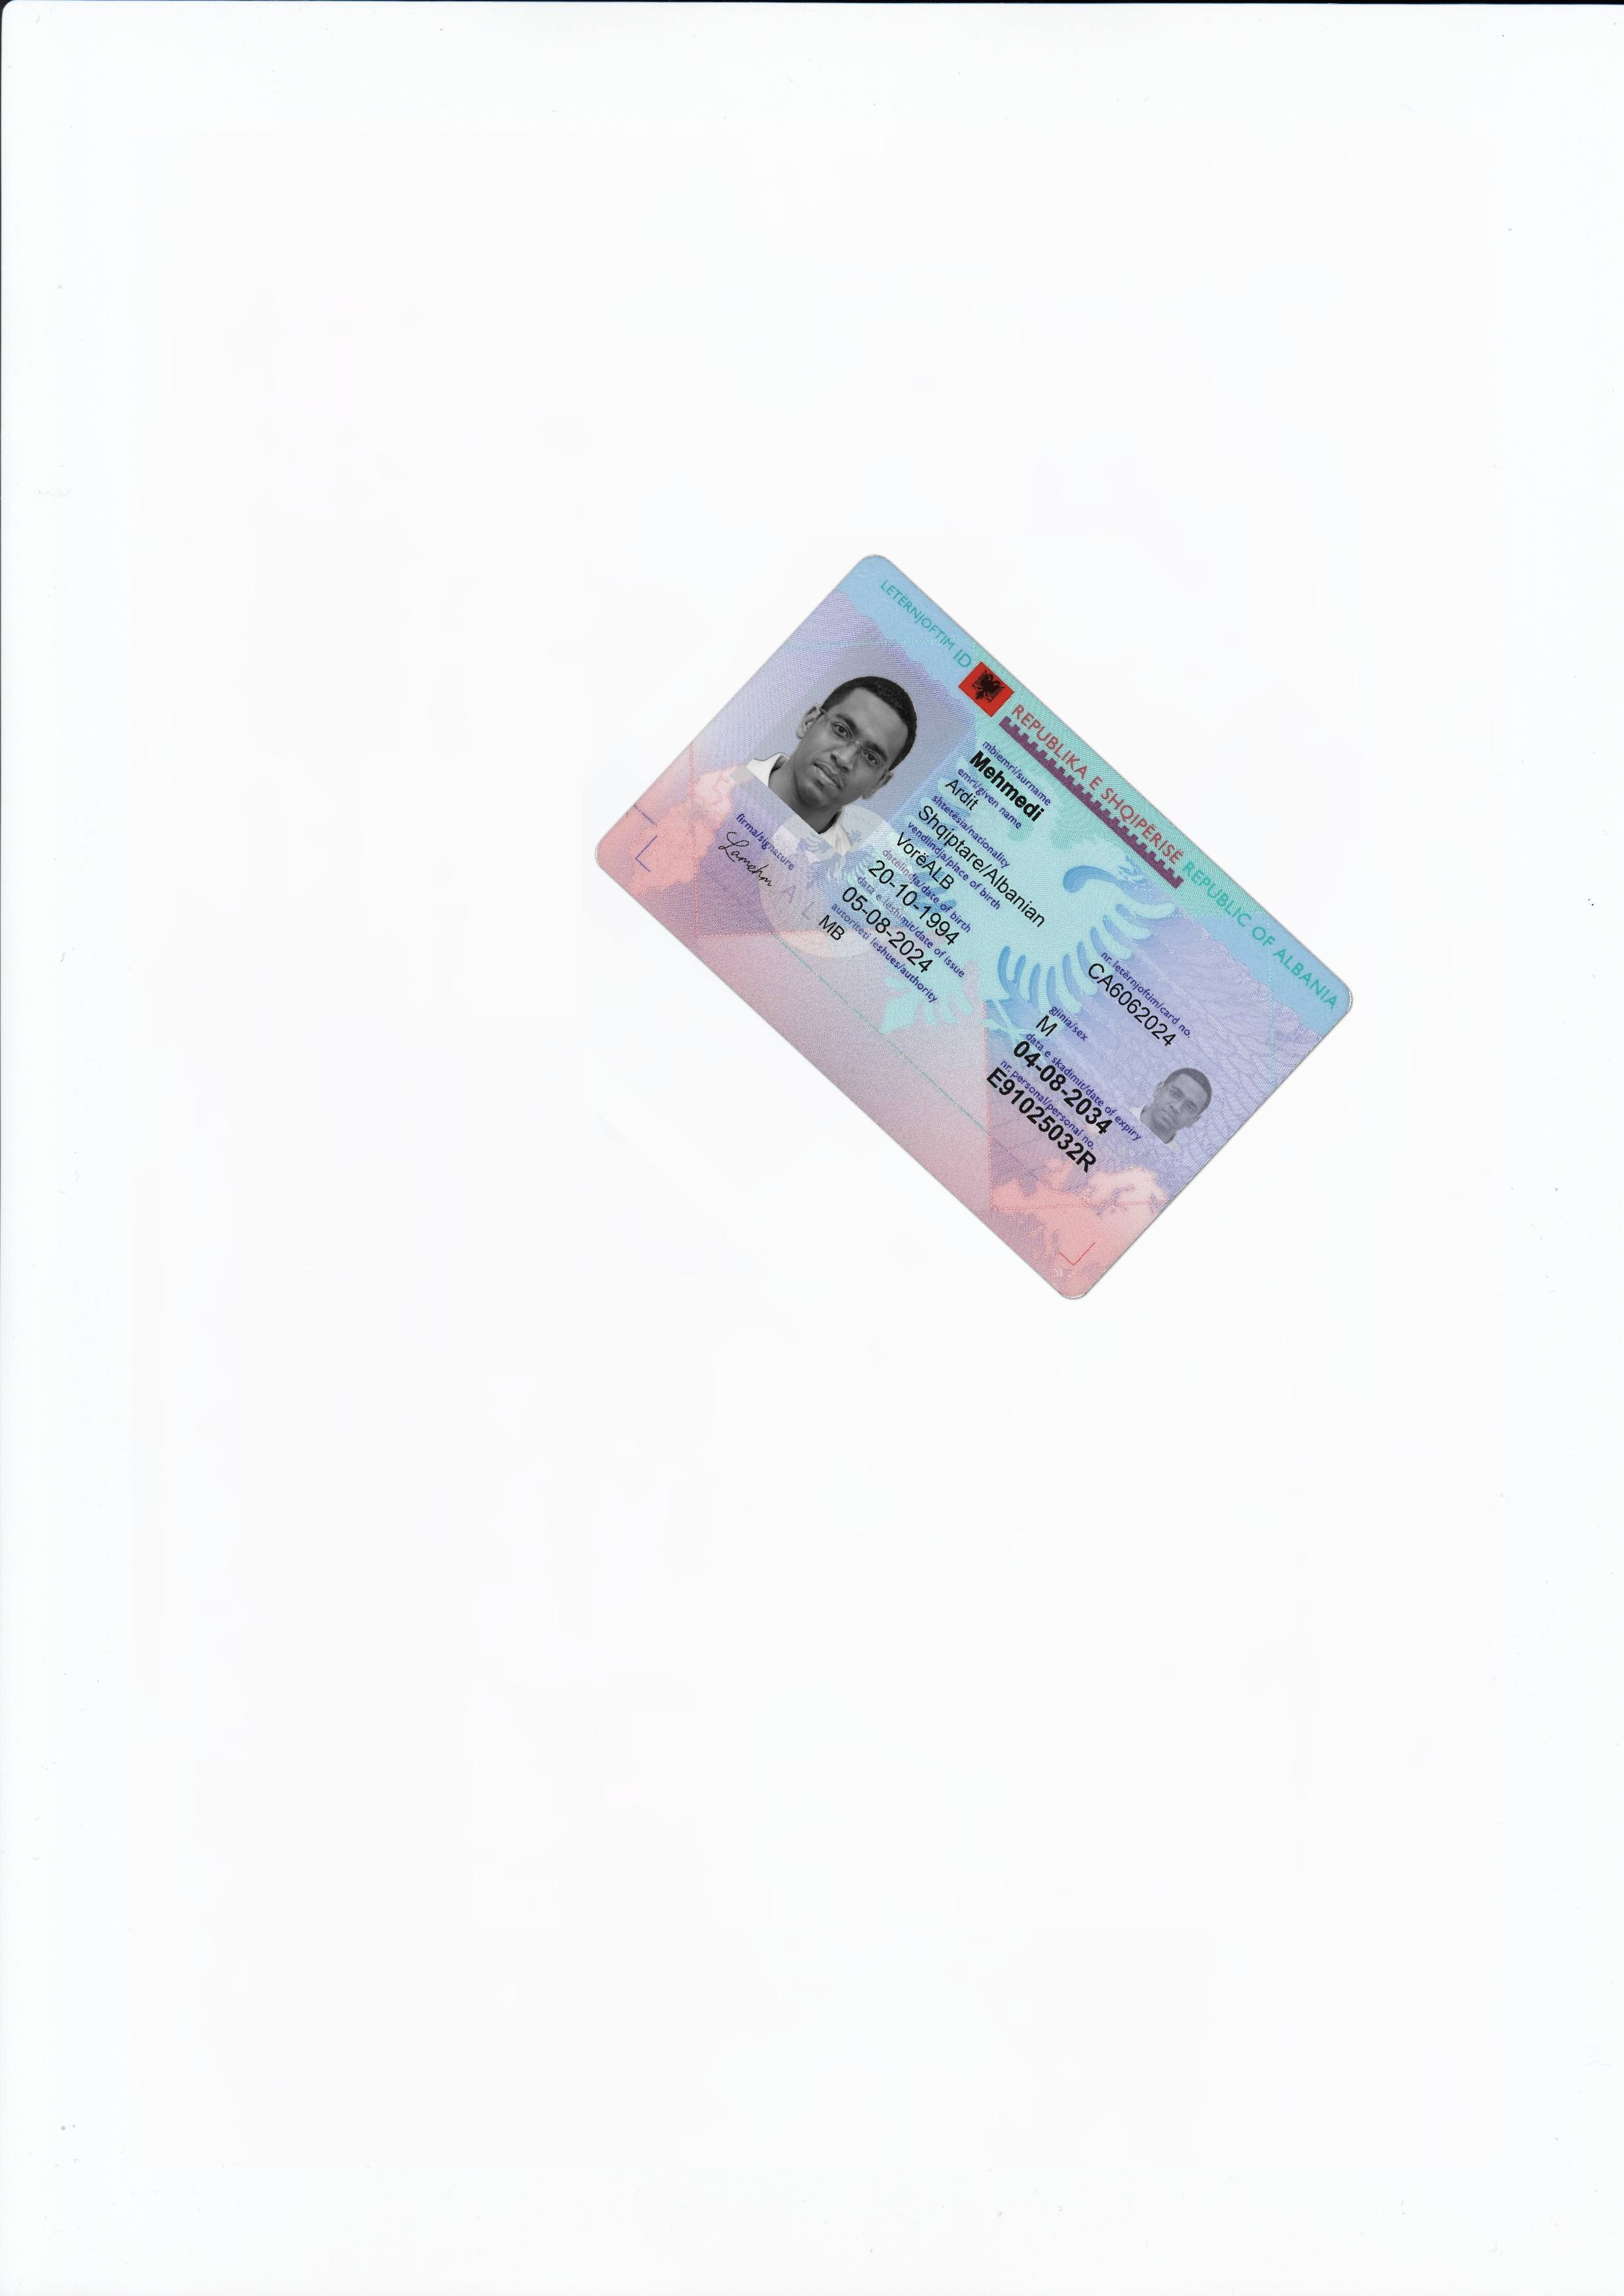 LETËRNJOFTIM ID
REPUBLIKA E SHQIPËRISË REPUBLIC OF ALBANIA
mbiemri/surname
Mehmedi
emri/given name
Ardit
shtetësia/nationality
Shqiptare/Albanian
vendlindja/place of birth
VorëALB
datëlindja/date of birth
20-10-1994
data e lëshimit/date of issue
05-08-2024
autoriteti lëshues/authority
MB
nr. letërnjoftim/card no.
CA6062024
gjinia/sex
M
data e skadimit/date of expiry
04-08-2034
nr. personal/personal no.
E91025032R
firma/signature
Lamehm